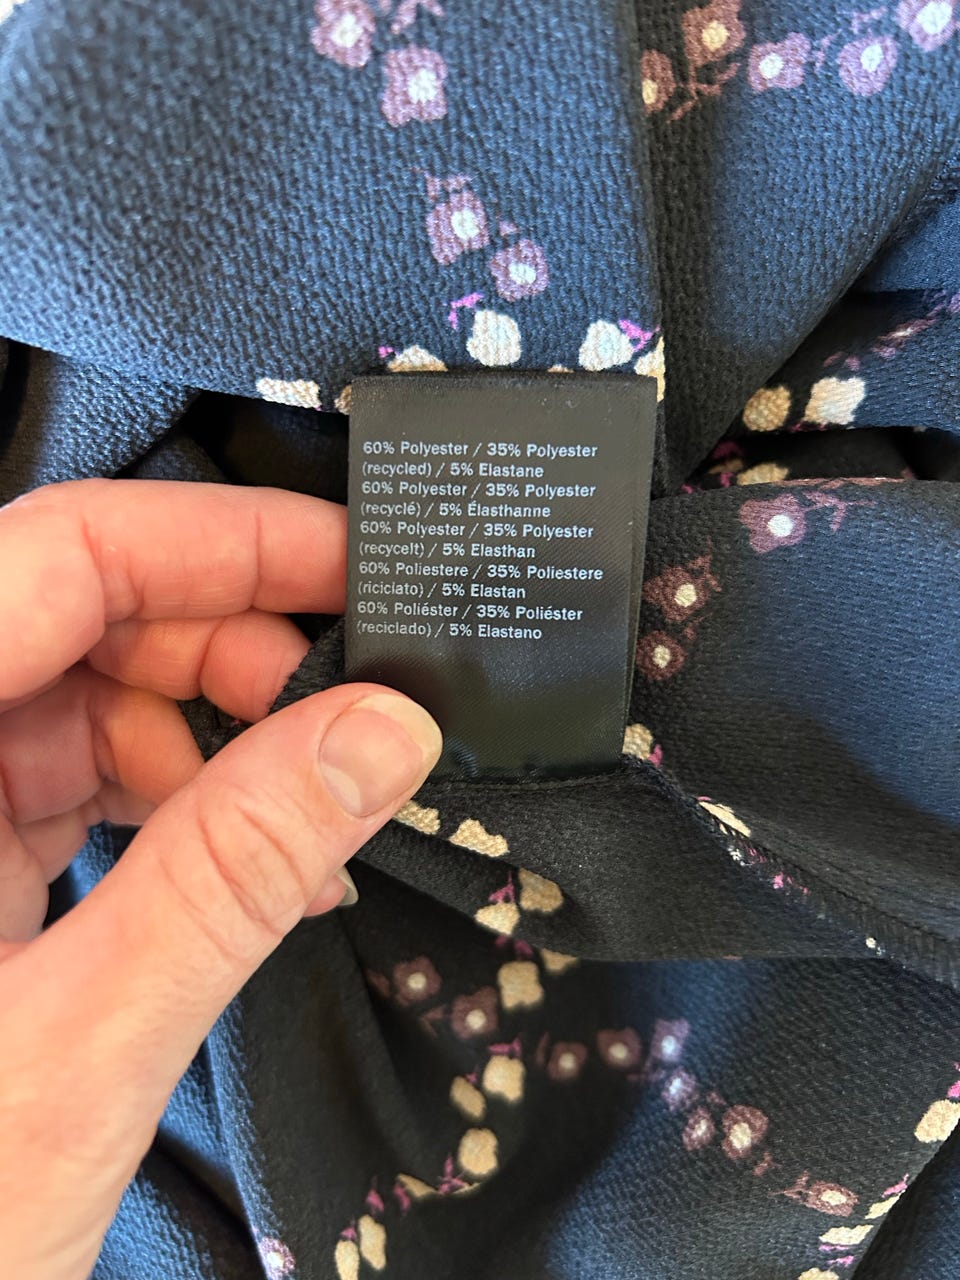 60% Polyester / 35% Polyester
(recycled) / 5% Elastane
60% Polyester / 35% Polyester
(recyclé) / 5% Élasthanne
60% Polyester / 35% Polyester
(recycelt) / 5% Elasthan
60% Poliestere / 35% Poliestere
(riciclato) / 5% Elastan
60% Poliéster / 35% Poliéster
(reciclado) / 5% Elastano